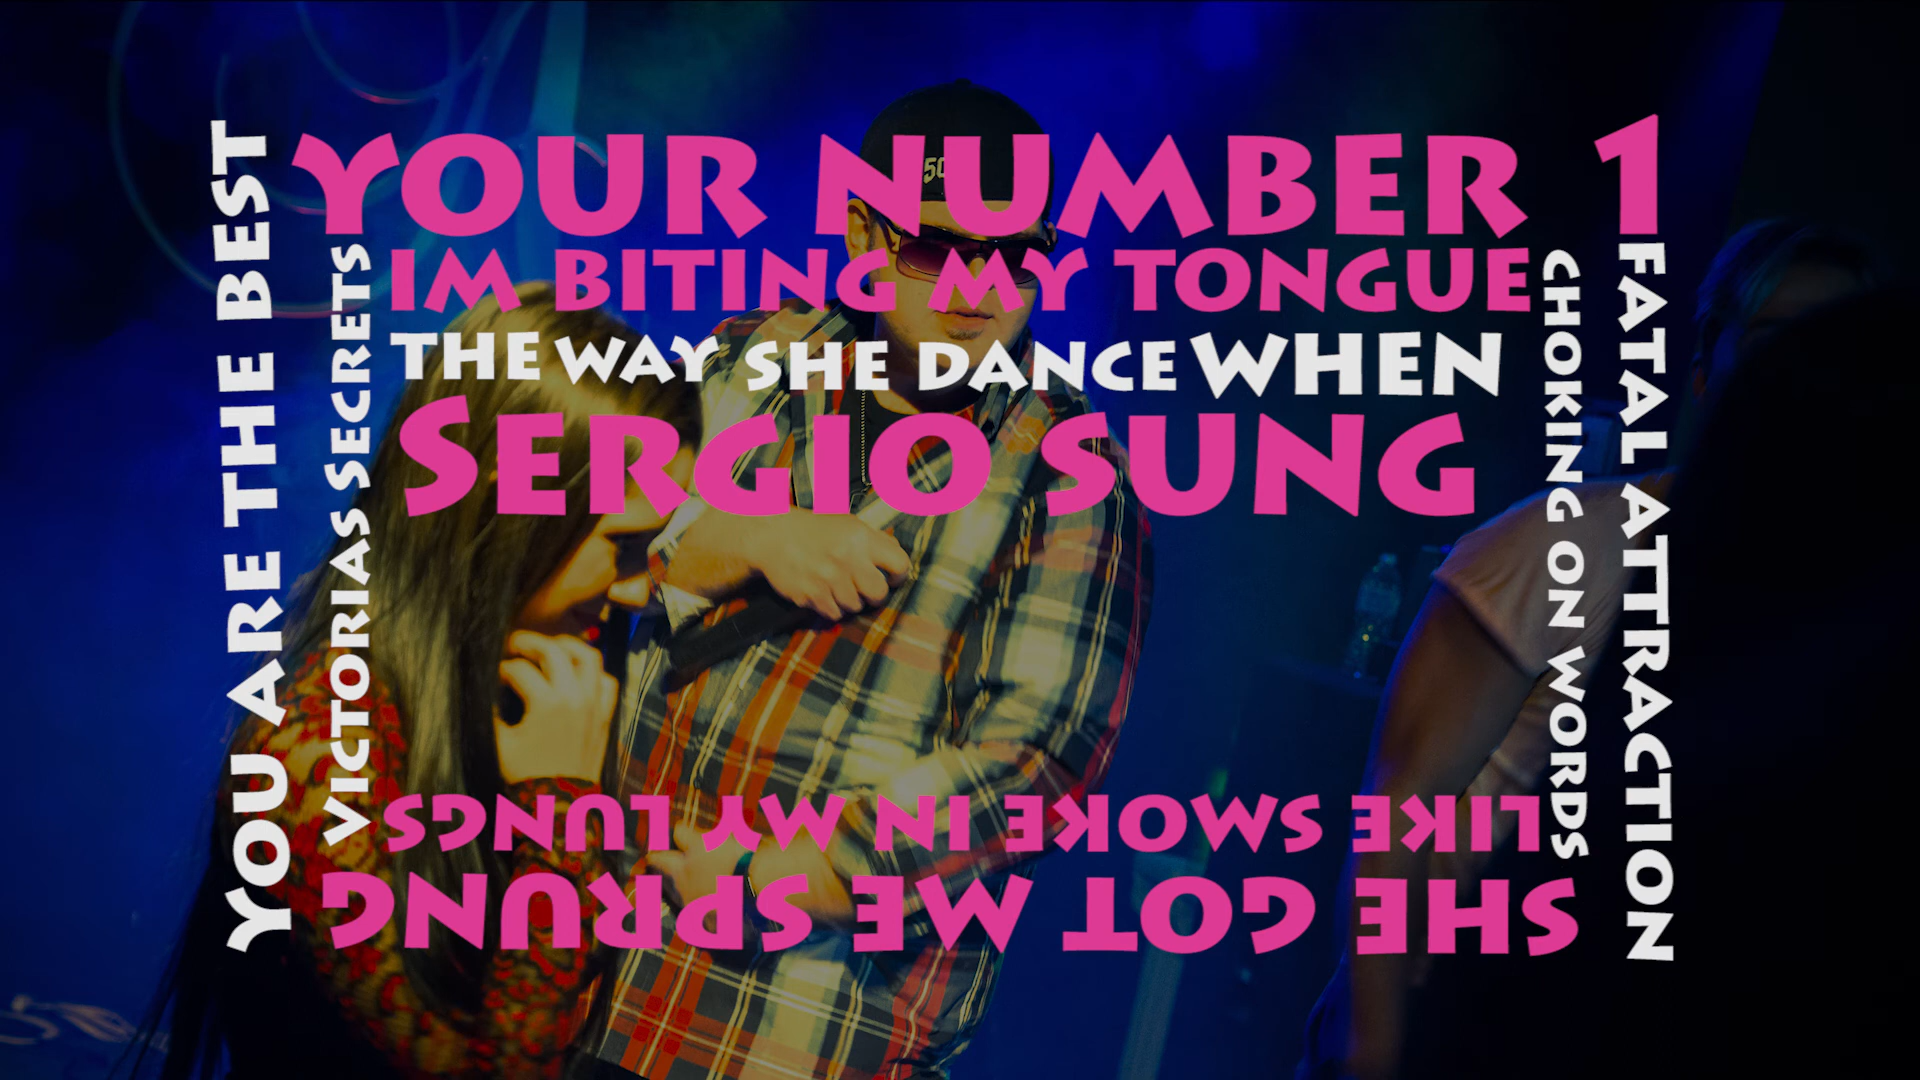 YOUR NUMBER 1
IM BITING MY TONGUE
THE WAY SHE DANCE WHEN
SERGIO SUNG
YOU ARE THE BEST
VICTORIAS SECRETS
CHOKING ON WORDS
FATAL ATTRACTION
SHE GOT ME SPRUNG
LIKE SMOKE IN MY LUNGS
50